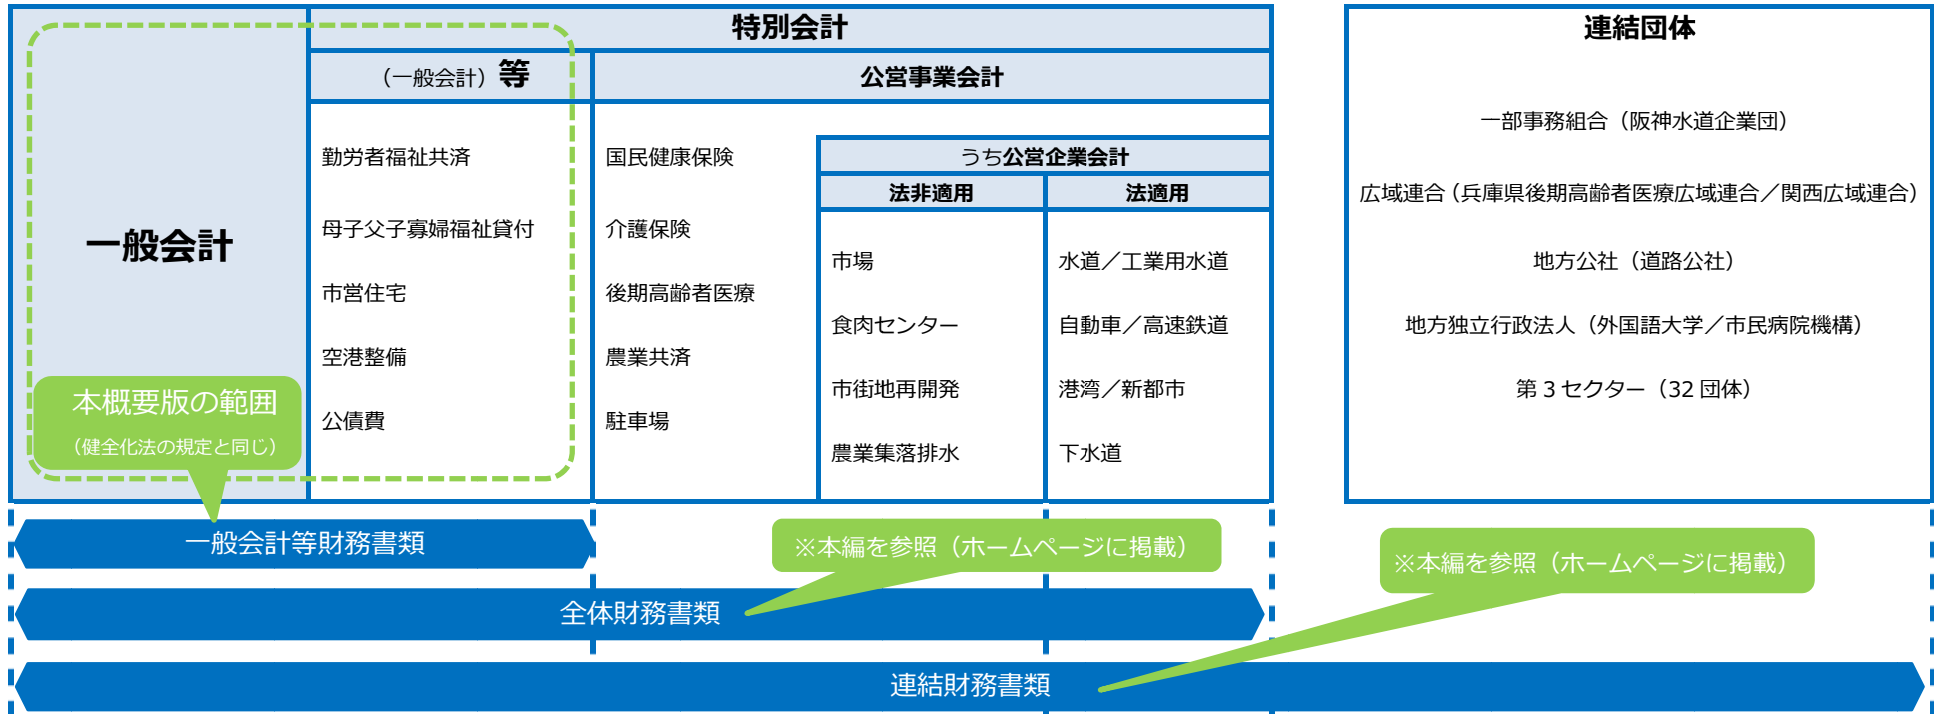 特別会計
(一般会計)等
公営事業会計
一般会計
勤労者福祉共済
母子父子寡婦福祉貸付
市営住宅
空港整備
公債費
国民健康保険
介護保険
後期高齢者医療
農業共済
駐車場
うち公営企業会計
法非適用
法適用
市場
食肉センター
市街地再開発
農業集落排水
水道／工業用水道
自動車／高速鉄道
港湾／新都市
下水道
連結団体
一部事務組合（阪神水道企業団）
広域連合（兵庫県後期高齢者医療広域連合／関西広域連合）
地方公社（道路公社）
地方独立行政法人（外国語大学／市民病院機構）
第3セクター（32団体）
本概要版の範囲
（健全化法の規定と同じ）
一般会計等財務書類
※本編を参照（ホームページに掲載）
全体財務書類
※本編を参照（ホームページに掲載）
連結財務書類